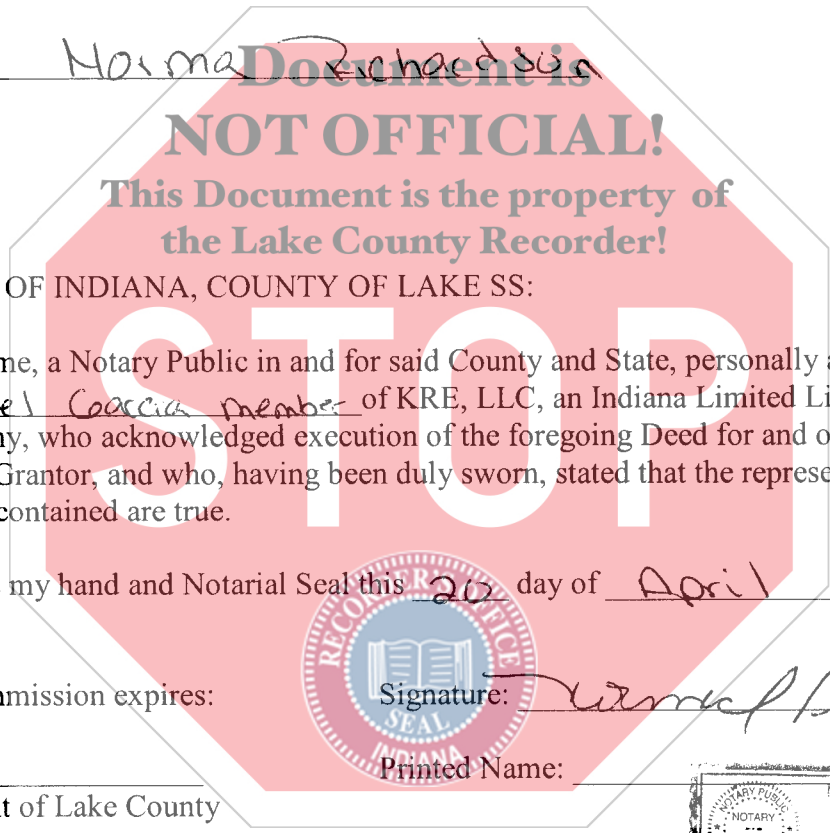 Norma Richardson
Document is
NOT OFFICIAL!
This Document is the property of
the Lake County Recorder!
OF INDIANA, COUNTY OF LAKE SS:
STOP
me, a Notary Public in and for said County and State, personally a
el Garcia member of KRE, LLC, an Indiana Limited Li
ny, who acknowledged execution of the foregoing Deed for and o
Grantor, and who, having been duly sworn, stated that the represe
contained are true.
my hand and Notarial Seal this 20 day of April
RECORDER'S OFFICE
SEAL
INDIANA
mmission expires:
Signature:
Printed Name:
t of Lake County
NOTARY PUBLIC
NOTARY